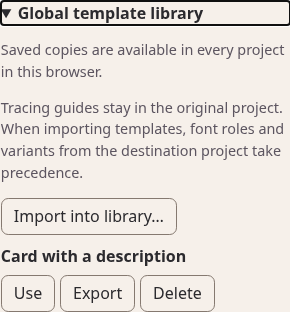 ▼ Global template library
Saved copies are available in every project
in this browser.
Tracing guides stay in the original project.
When importing templates, font roles and
variants from the destination project take
precedence.
Import into library...
Card with a description
Use Export Delete